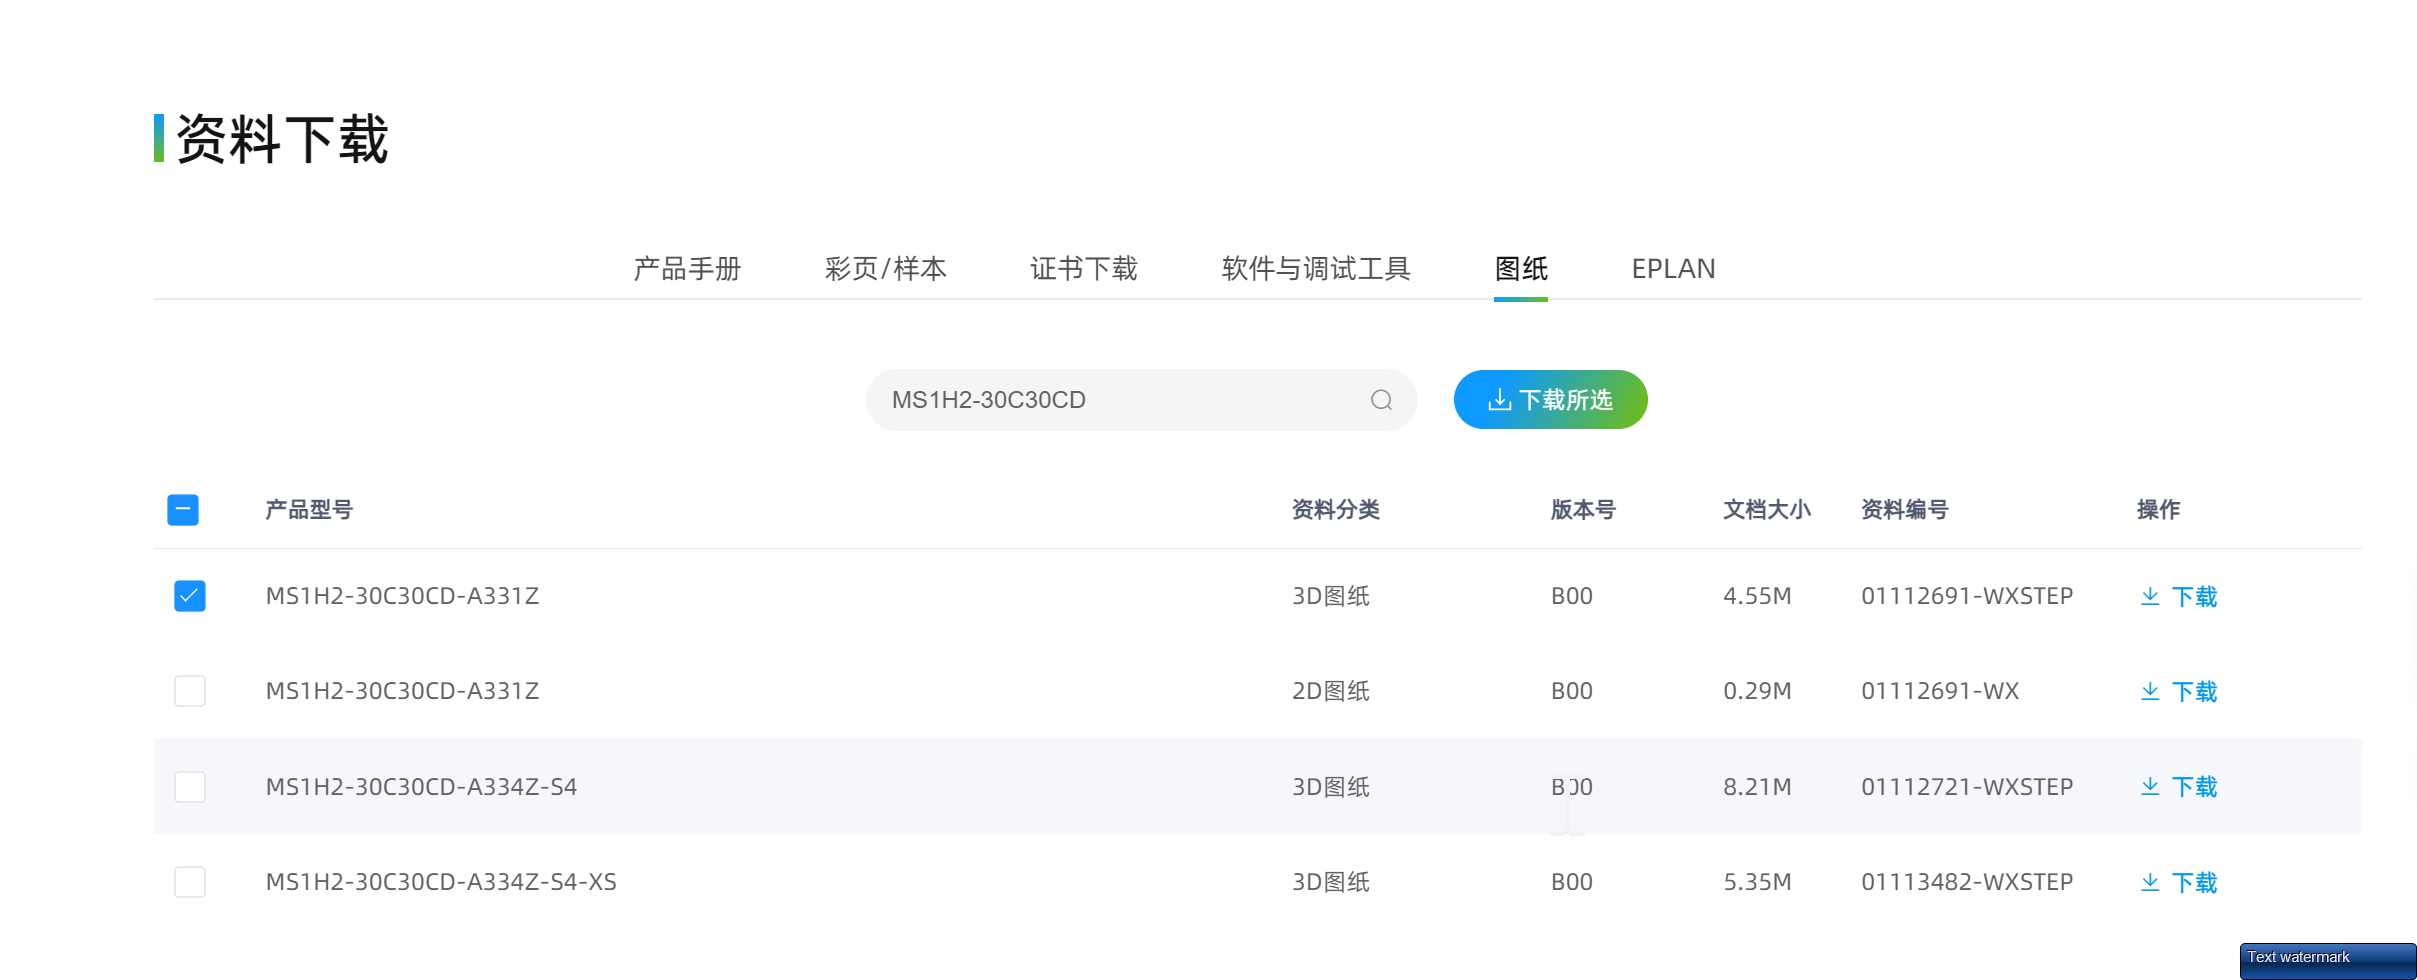 资料下载
产品手册 彩页/样本 证书下载 软件与调试工具 图纸 EPLAN
MS1H2-30C30CD 下载所选
产品型号 资料分类 版本号 文档大小 资料编号 操作
MS1H2-30C30CD-A331Z 3D图纸 B00 4.55M 01112691-WXSTEP 下载
MS1H2-30C30CD-A331Z 2D图纸 B00 0.29M 01112691-WX 下载
MS1H2-30C30CD-A334Z-S4 3D图纸 B00 8.21M 01112721-WXSTEP 下载
MS1H2-30C30CD-A334Z-S4-XS 3D图纸 B00 5.35M 01113482-WXSTEP 下载
Text watermark